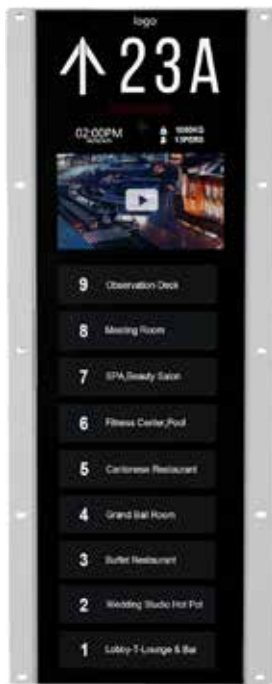 logo
23A
02:00PM
1000KG
13PERS
9 Observation Deck
8 Meeting Room
7 SPA,Beauty Salon
6 Fitness Center,Pool
5 Cantonese Restaurant
4 Grand Ball Room
3 Buffet Restaurant
2 Wedding Studio Hot Pot
1 Lobby-T-Lounge & Bar